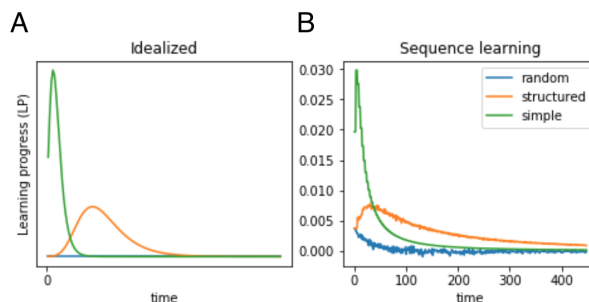 A
Idealized
Learning progress (LP)
0
time
B
Sequence learning
0.030
0.025
0.020
0.015
0.010
0.005
0.000
random
structured
simple
0
100
200
300
400
time